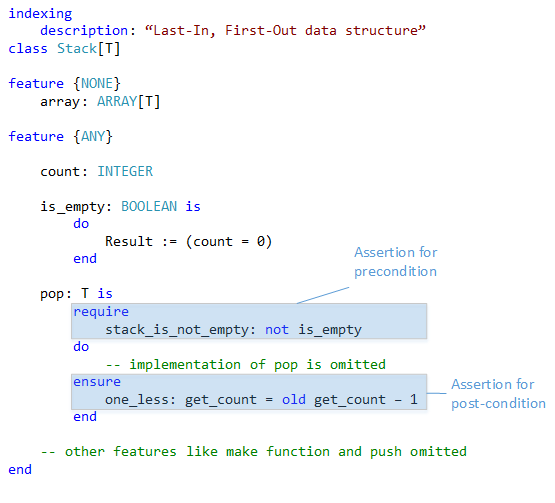 indexing
description: “Last-In, First-Out data structure”
class Stack[T]
feature {NONE}
array: ARRAY[T]
feature {ANY}
count: INTEGER
is_empty: BOOLEAN is
do
Result := (count = 0)
end
Assertion for
precondition
pop: T is
require
stack_is_not_empty: not is_empty
do
-- implementation of pop is omitted
ensure
one_less: get_count = old get_count – 1
end
Assertion for
post-condition
-- other features like make function and push omitted
end